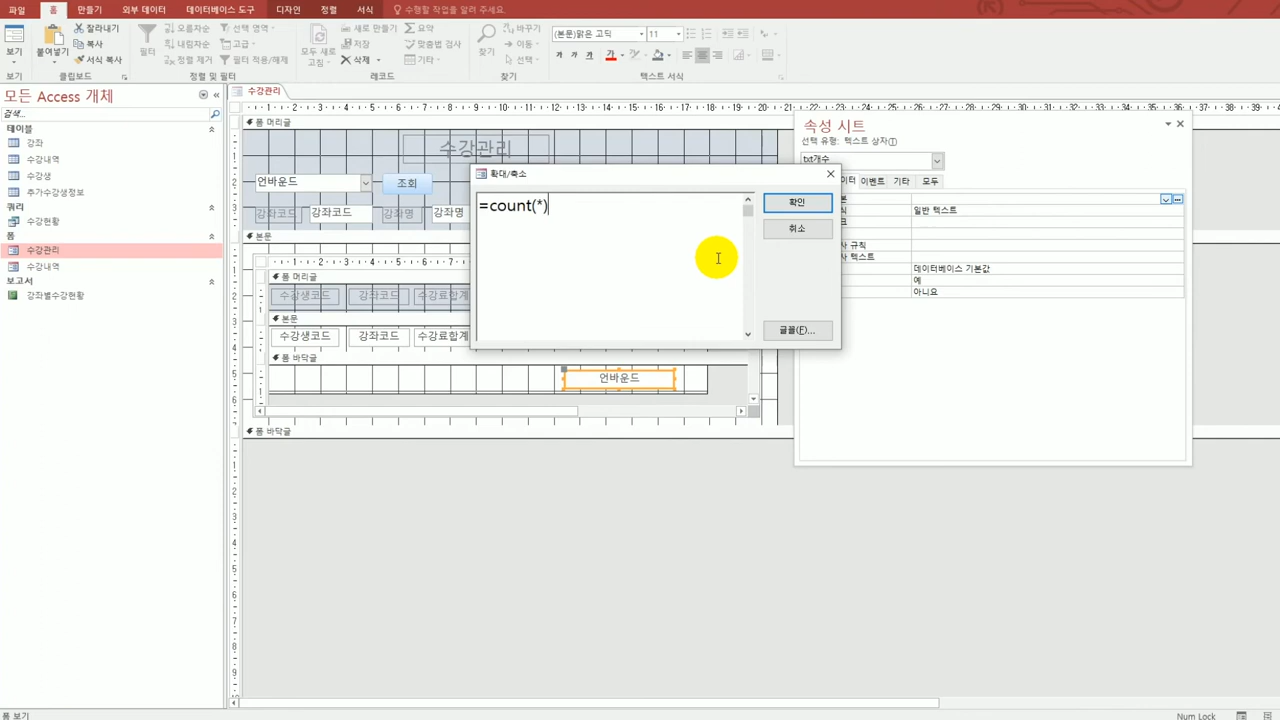 파일 홈 만들기 외부 데이터 데이터베이스 도구 디자인 정렬 서식 수행할 작업을 알려 주세요.
보기 붙여넣기 잘라내기 복사 서식 복사
필터 오름차순 내림차순 정렬 해제 선택 영역 고급 필터 적용/해제
모두 새로 고침 새로 만들기 저장 삭제 요약 맞춤법 검사 기타
찾기 바꾸기 이동 선택
(본문)맑은 고딕 11
가 가 가 가
보기 클립보드 정렬 및 필터 레코드 찾기 텍스트 서식
모든 Access 개체
검색...
테이블
강좌
수강내역
수강생
추가수강생정보
쿼리
수강현황
폼
수강관리
수강내역
보고서
강좌별수강현황
수강관리
폼 머리글
수강관리
언바운드 조회
강좌코드 강좌코드 강좌명 강좌명
본문
폼 머리글
수강생코드 강좌코드 수강료합계
본문
수강생코드 강좌코드 수강료합계
폼 바닥글
언바운드
폼 바닥글
확대/축소
=count(*)
확인
취소
글꼴(F)...
속성 시트
선택 유형: 텍스트 상자(T)
txt개수
이벤트 기타 모두
일반 텍스트
사 규칙
사 텍스트
데이터베이스 기본값
예
아니요
폼 보기
Num Lock